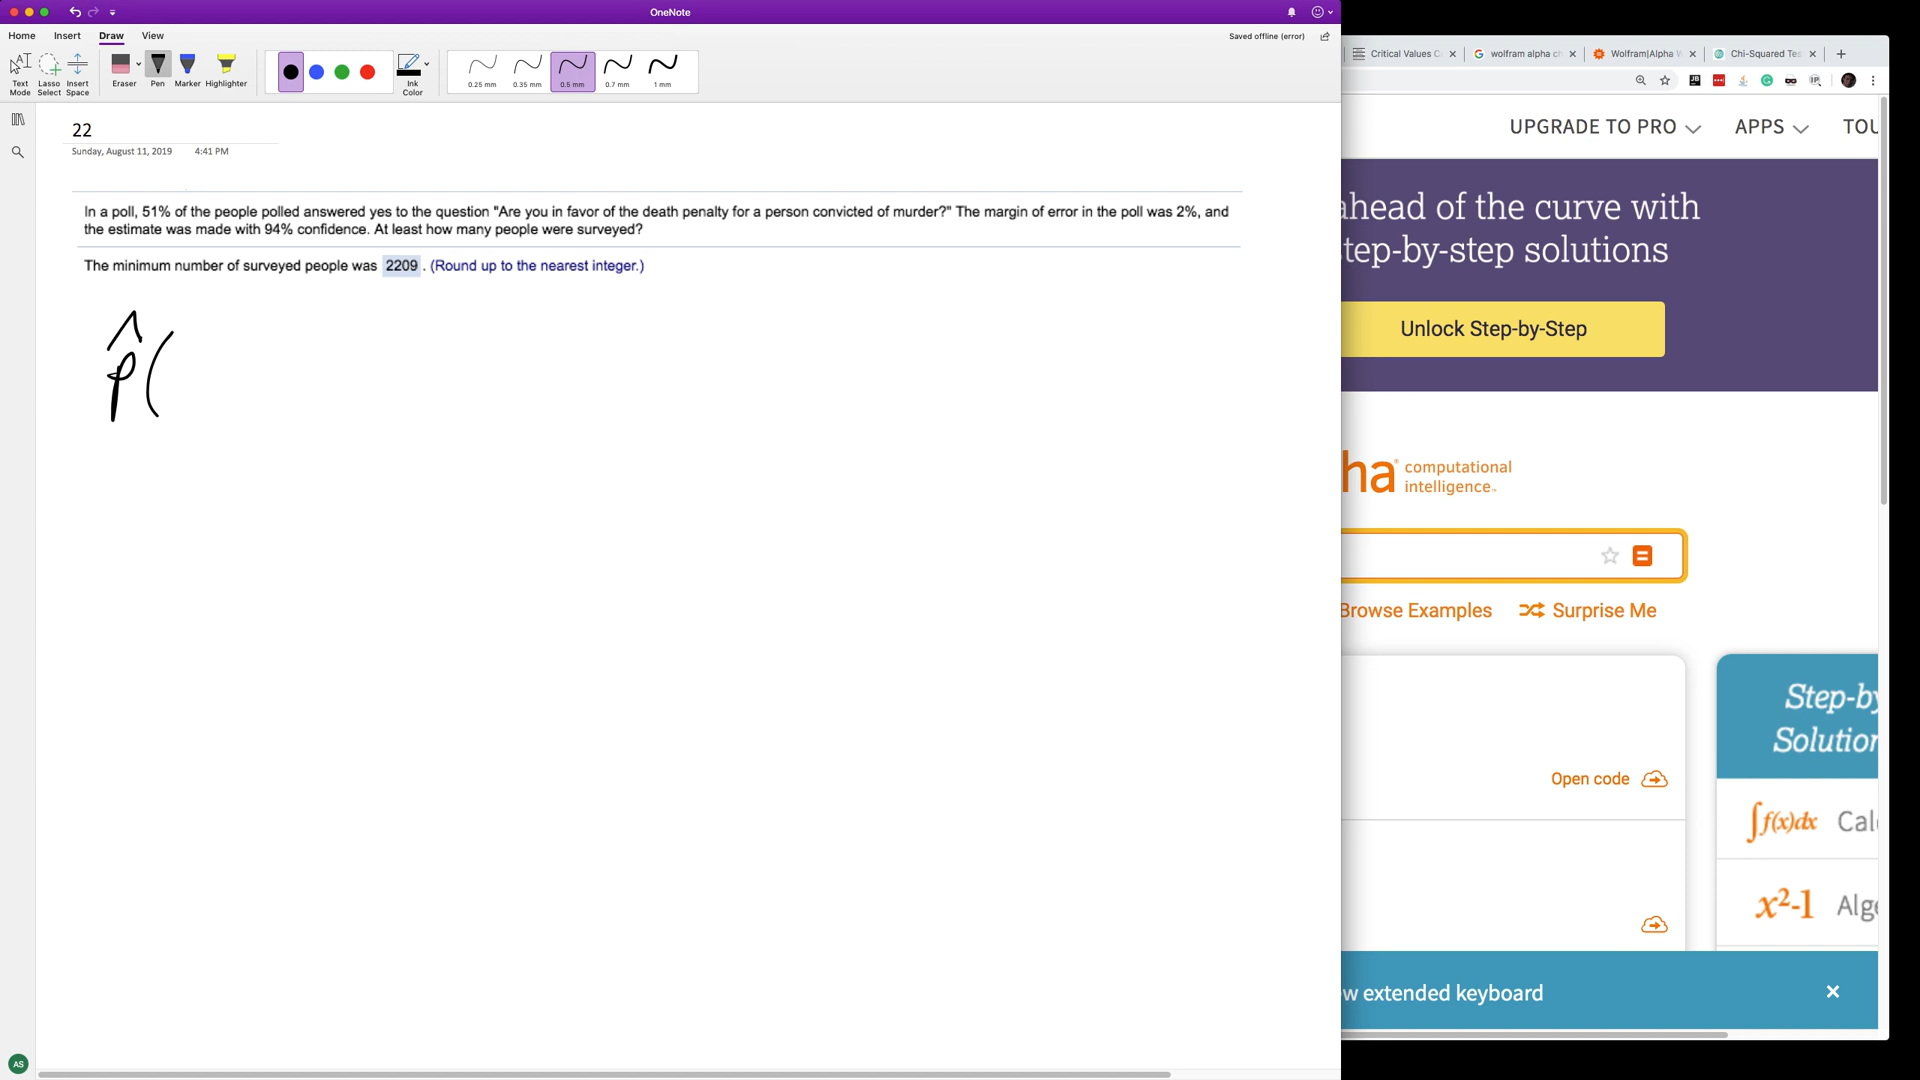 OneNote
Home Insert Draw View
Saved offline (error)
Text Mode
Lasso Select
Insert Space
Eraser
Pen
Marker
Highlighter
Ink Color
0.25 mm
0.35 mm
0.5 mm
0.7 mm
1 mm
22
Sunday, August 11, 2019 4:41 PM
In a poll, 51% of the people polled answered yes to the question "Are you in favor of the death penalty for a person convicted of murder?" The margin of error in the poll was 2%, and
the estimate was made with 94% confidence. At least how many people were surveyed?
The minimum number of surveyed people was 2209. (Round up to the nearest integer.)
p̂(
AS
Critical Values C
wolfram alpha ch
Wolfram|Alpha W
Chi-Squared Tes
UPGRADE TO PRO
APPS
TOU
ahead of the curve with
step-by-step solutions
Unlock Step-by-Step
ha computational
intelligence™
Browse Examples
Surprise Me
Open code
Step-by
Solution
∫f(x)dx Calc
x²-1 Alge
w extended keyboard